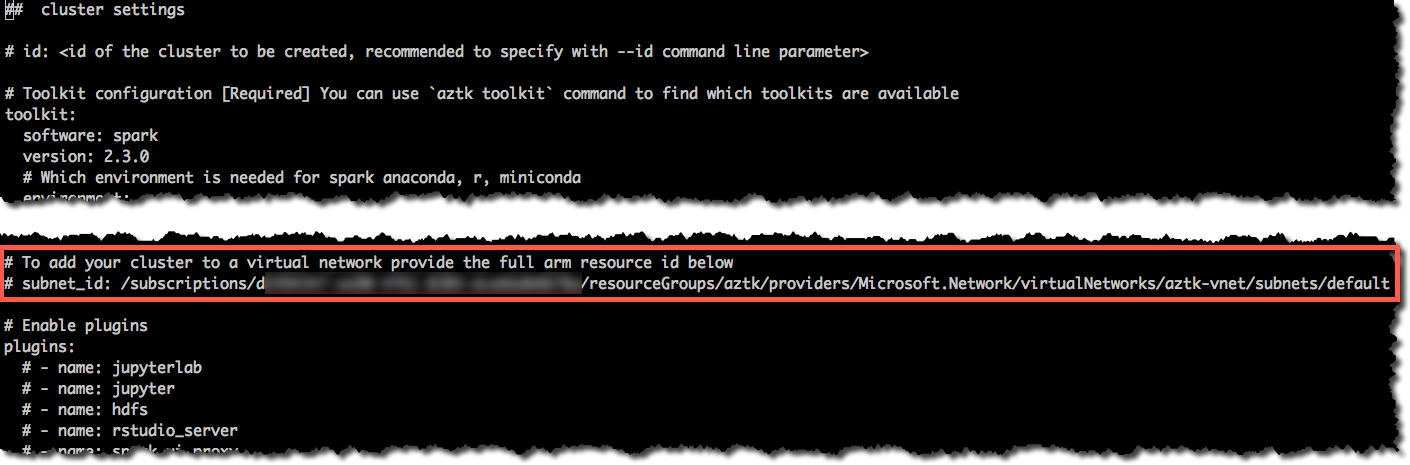 ## cluster settings
# id: <id of the cluster to be created, recommended to specify with --id command line parameter>
# Toolkit configuration [Required] You can use `aztk toolkit` command to find which toolkits are available
toolkit:
software: spark
version: 2.3.0
# Which environment is needed for spark anaconda, r, miniconda
environment:
# To add your cluster to a virtual network provide the full arm resource id below
# subnet_id: /subscriptions/d /resourceGroups/aztk/providers/Microsoft.Network/virtualNetworks/aztk-vnet/subnets/default
# Enable plugins
plugins:
# - name: jupyterlab
# - name: jupyter
# - name: hdfs
# - name: rstudio_server
# - name: spark_ui_proxy